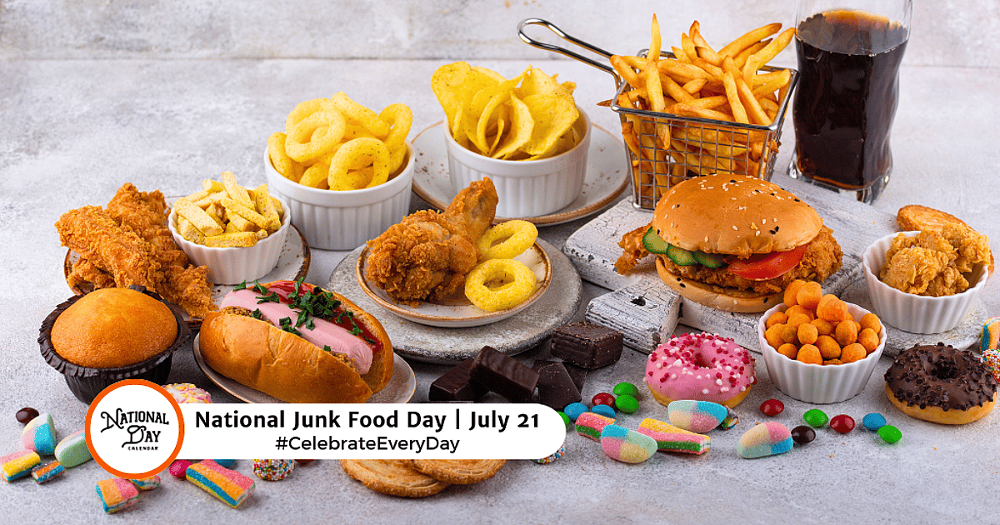 NATIONAL
DAY
CALENDAR
National Junk Food Day | July 21
#CelebrateEveryDay